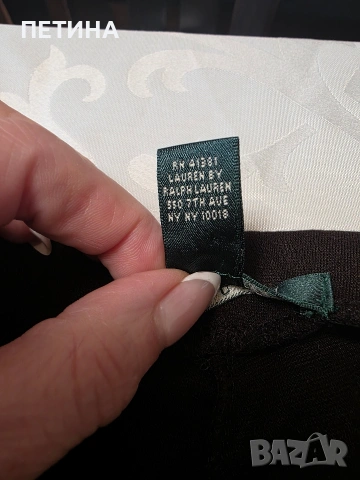 ПЕТИНА
RN 41381
LAUREN BY
RALPH LAUREN
550 7TH AVE
NY NY 10018
BAZAR